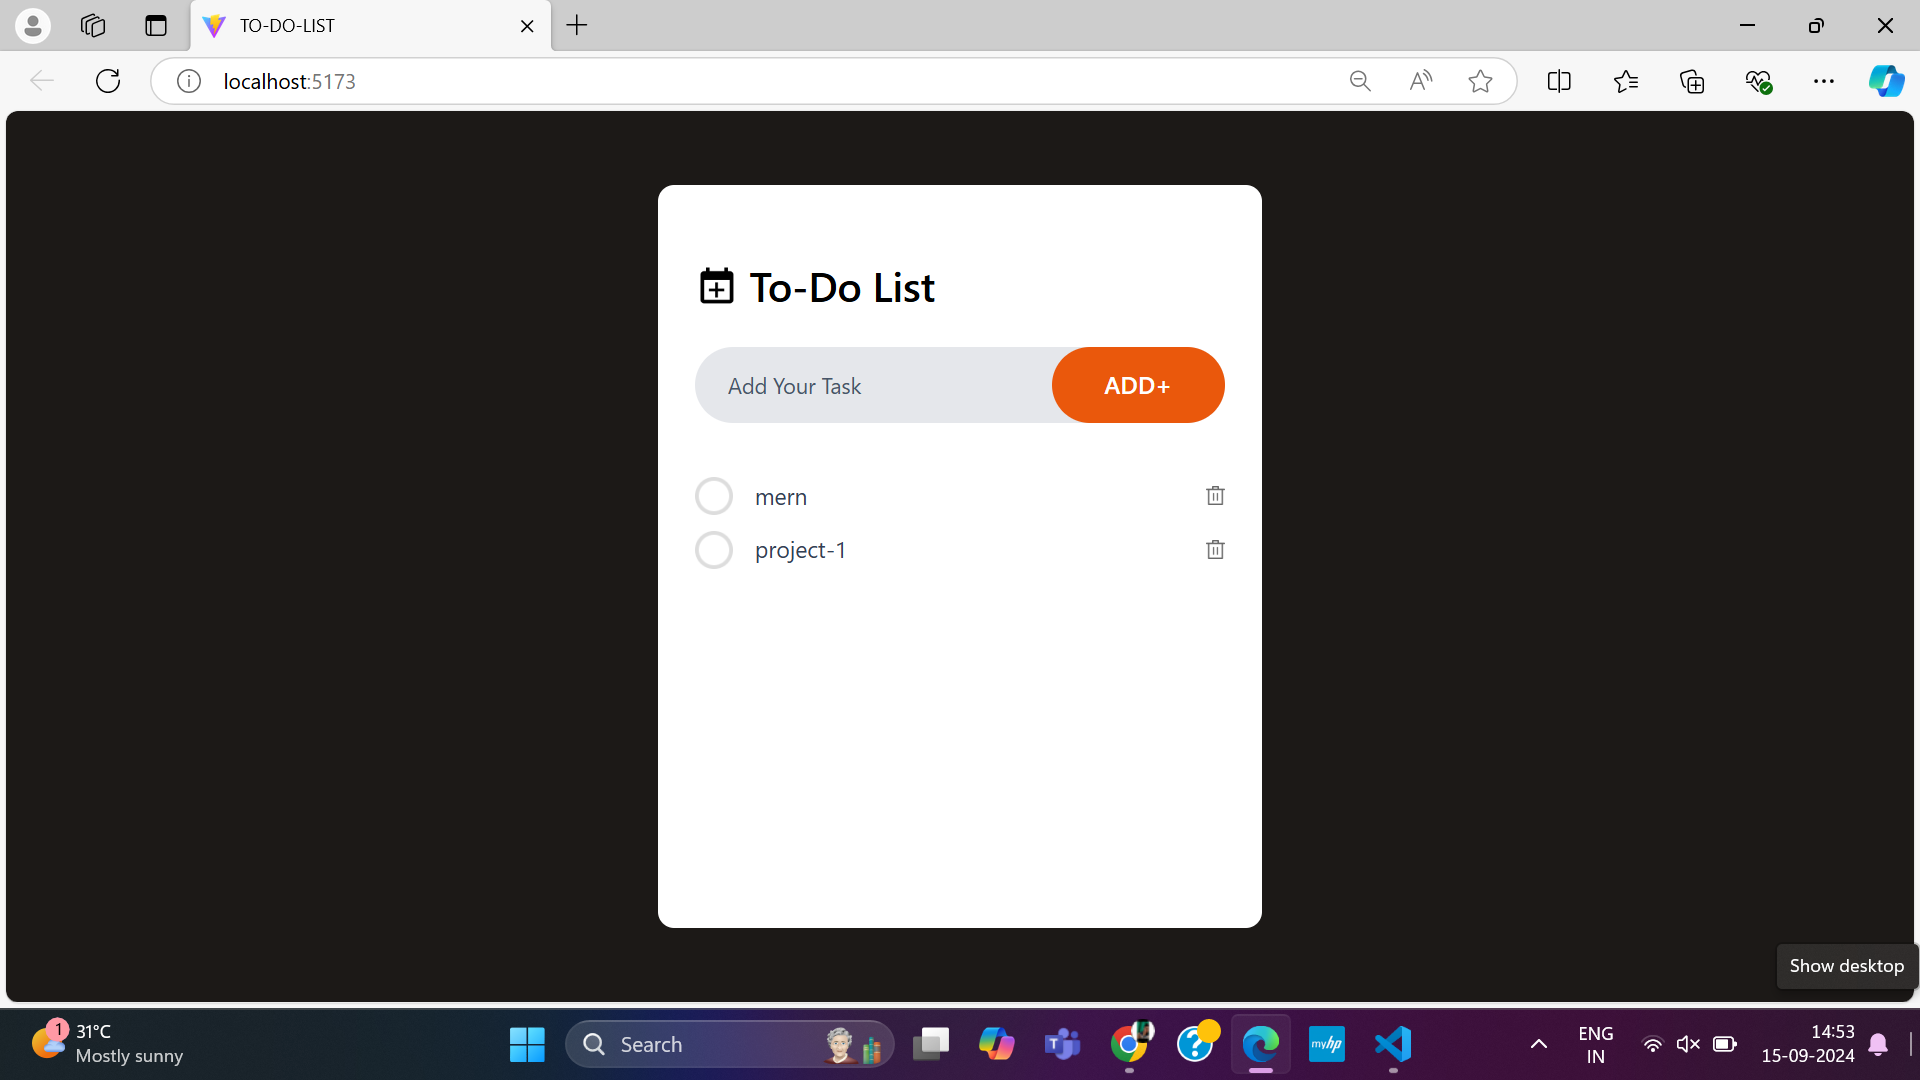 TO-DO-LIST
localhost:5173
To-Do List
Add Your Task
ADD+
mern
project-1
Show desktop
1
31°C
Mostly sunny
Search
T
?
myhp
ENG
IN
14:53
15-09-2024